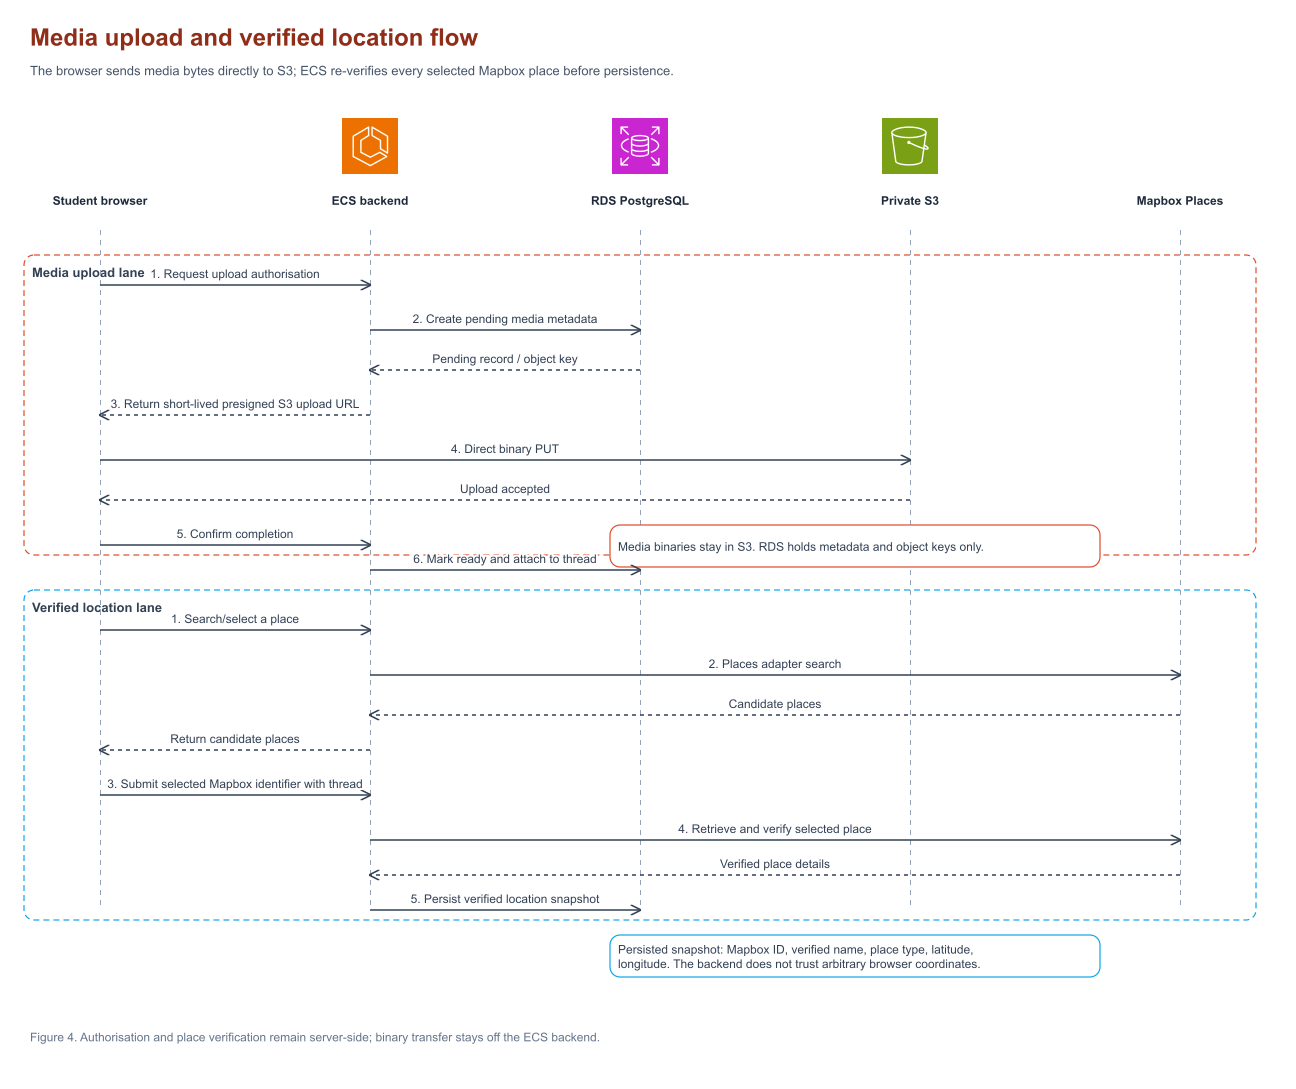 Media upload and verified location flow
The browser sends media bytes directly to S3; ECS re-verifies every selected Mapbox place before persistence.
Student browser
ECS backend
RDS PostgreSQL
Private S3
Mapbox Places
Media upload lane
1. Request upload authorisation
2. Create pending media metadata
Pending record / object key
3. Return short-lived presigned S3 upload URL
4. Direct binary PUT
Upload accepted
5. Confirm completion
Media binaries stay in S3. RDS holds metadata and object keys only.
6. Mark ready and attach to thread
Verified location lane
1. Search/select a place
2. Places adapter search
Candidate places
Return candidate places
3. Submit selected Mapbox identifier with thread
4. Retrieve and verify selected place
Verified place details
5. Persist verified location snapshot
Persisted snapshot: Mapbox ID, verified name, place type, latitude,
longitude. The backend does not trust arbitrary browser coordinates.
Figure 4. Authorisation and place verification remain server-side; binary transfer stays off the ECS backend.